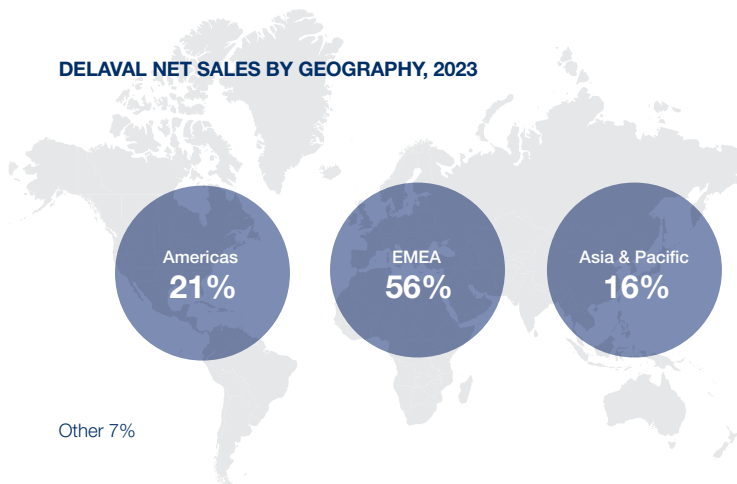 DELAVAL NET SALES BY GEOGRAPHY, 2023
Americas
21%
EMEA
56%
Asia & Pacific
16%
Other 7%